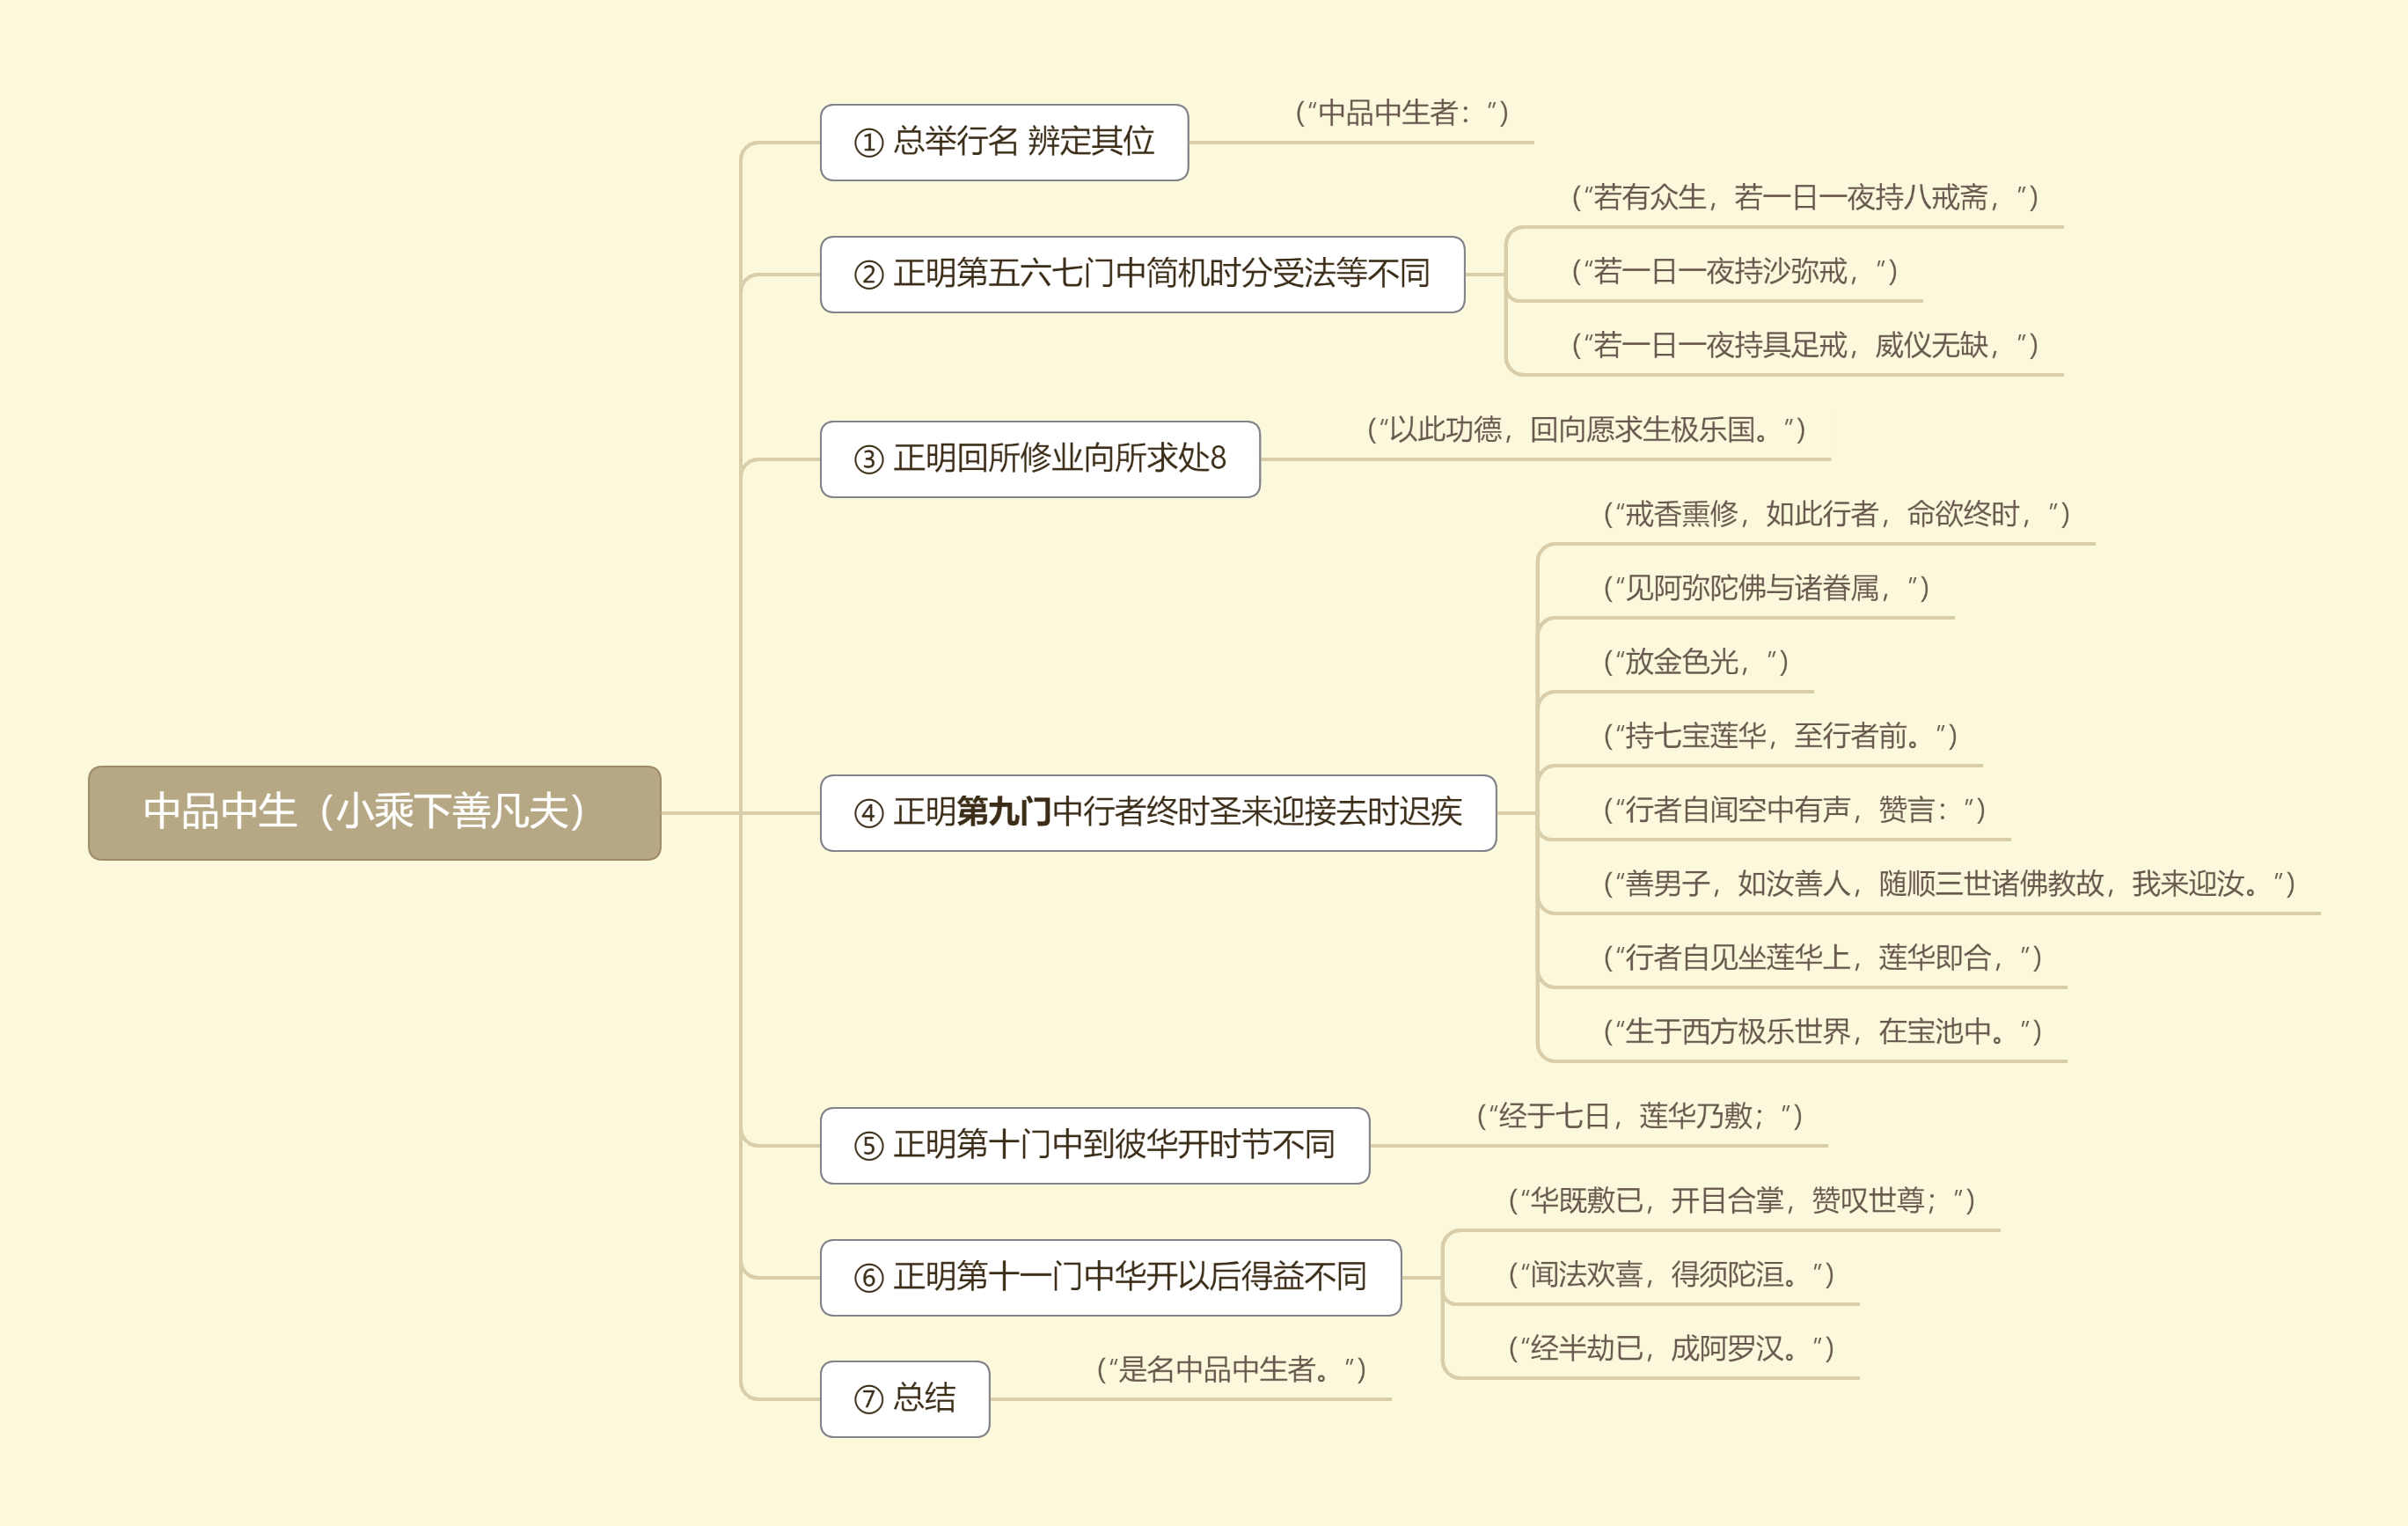 中品中生（小乘下善凡夫）
① 总举行名 辨定其位
（“中品中生者：”）
② 正明第五六七门中简机时分受法等不同
（“若有众生，若一日一夜持八戒斋，”）
（“若一日一夜持沙弥戒，”）
（“若一日一夜持具足戒，威仪无缺，”）
③ 正明回所修业向所求处8
（“以此功德，回向愿求生极乐国。”）
④ 正明第九门中行者终时圣来迎接去时迟疾
（“戒香熏修，如此行者，命欲终时，”）
（“见阿弥陀佛与诸眷属，”）
（“放金色光，”）
（“持七宝莲华，至行者前。”）
（“行者自闻空中有声，赞言：”）
（“善男子，如汝善人，随顺三世诸佛教故，我来迎汝。”）
（“行者自见坐莲华上，莲华即合，”）
（“生于西方极乐世界，在宝池中。”）
⑤ 正明第十门中到彼华开时节不同
（“经于七日，莲华乃敷；”）
⑥ 正明第十一门中华开以后得益不同
（“华既敷已，开目合掌，赞叹世尊；”）
（“闻法欢喜，得须陀洹。”）
（“经半劫已，成阿罗汉。”）
⑦ 总结
（“是名中品中生者。”）